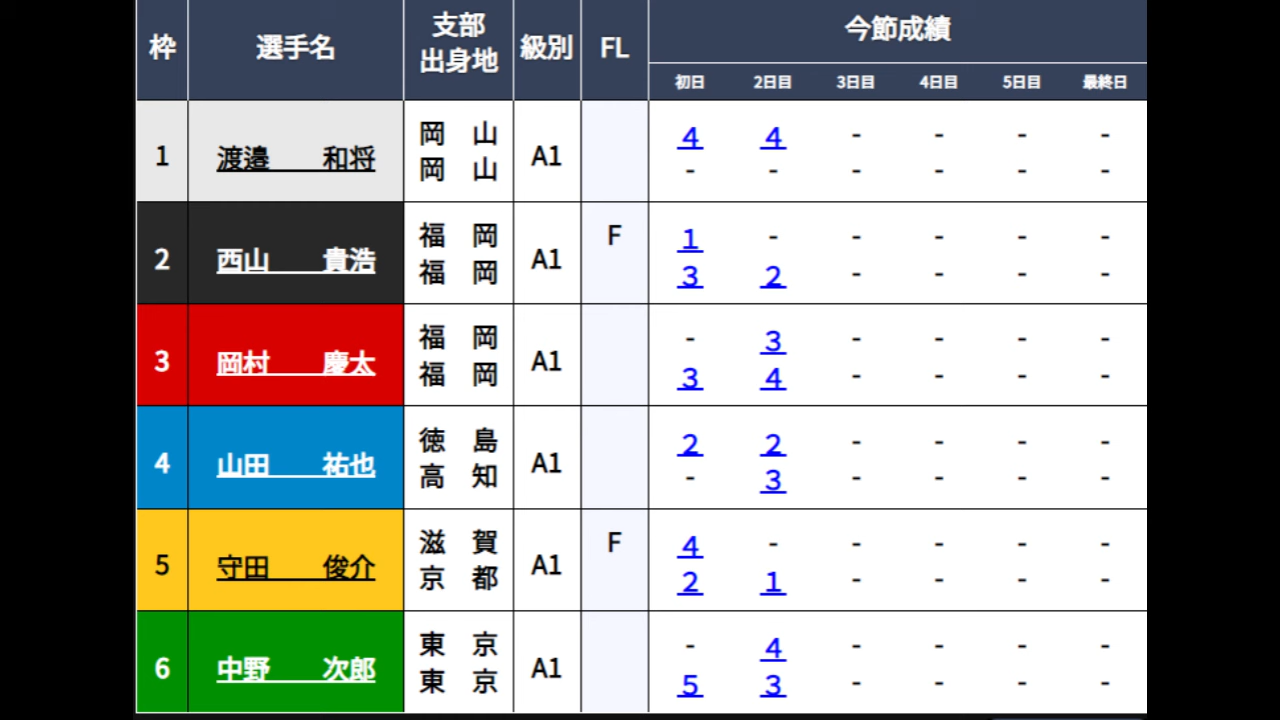 枠 選手名 支部 出身地 級別 FL 今節成績
初日 2日目 3日目 4日目 5日目 最終日
1 渡邉 和将 岡 山 A1 4 4 - - - -
岡 山 - - - - - -
2 西山 貴浩 福 岡 A1 F 1 - - - - -
福 岡 3 2 - - - -
3 岡村 慶太 福 岡 A1 - 3 - - - -
福 岡 3 4 - - - -
4 山田 祐也 徳 島 A1 2 2 - - - -
高 知 - 3 - - - -
5 守田 俊介 滋 賀 A1 F 4 - - - - -
京 都 2 1 - - - -
6 中野 次郎 東 京 A1 - 4 - - - -
東 京 5 3 - - - -